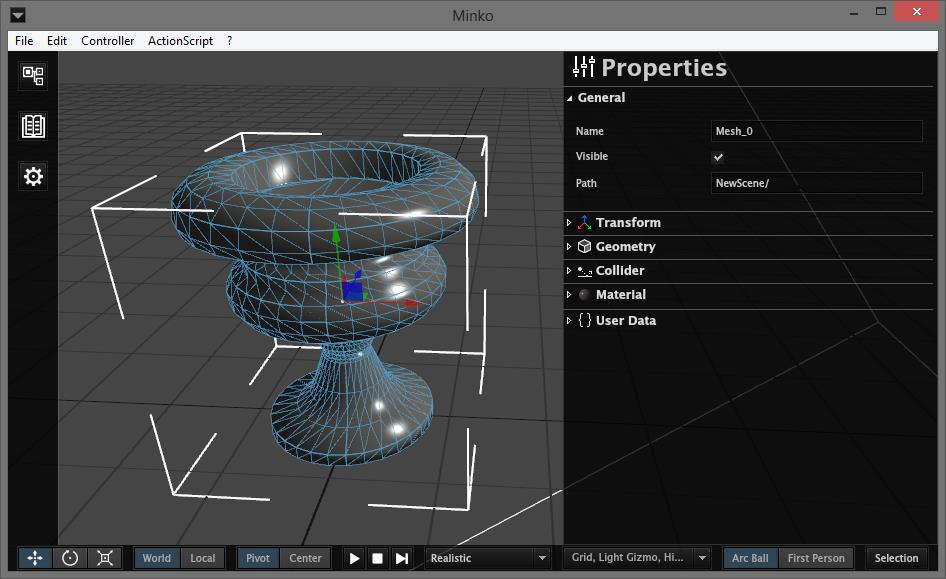 Minko
File Edit Controller ActionScript ?
Properties
General
Name Mesh_0
Visible
Path NewScene/
Transform
Geometry
Collider
Material
{} User Data
World Local Pivot Center Realistic Grid, Light Gizmo, Hi... Arc Ball First Person Selection